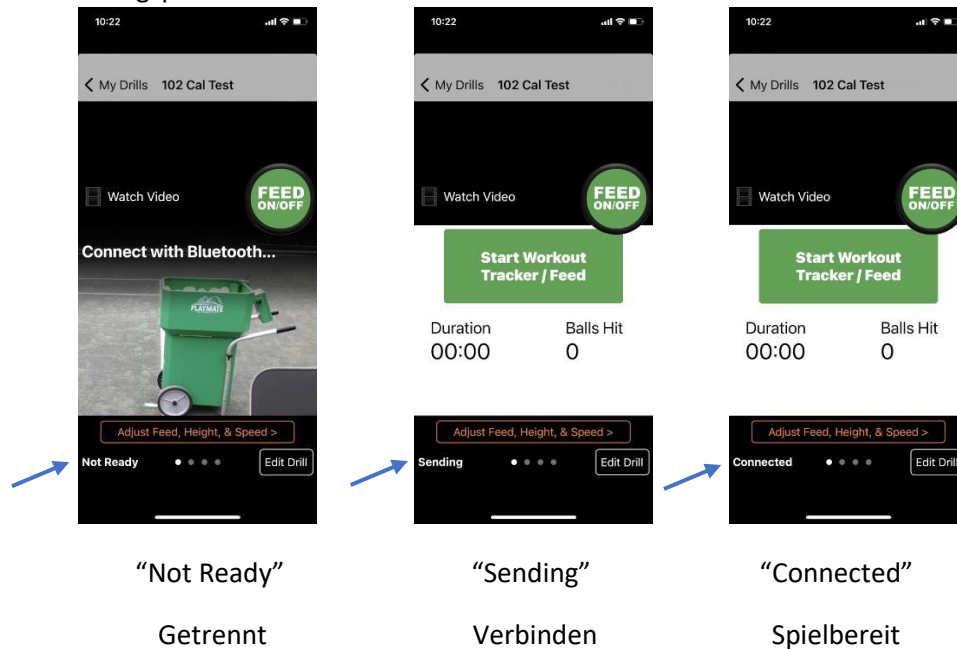 10:22
My Drills 102 Cal Test
Watch Video
FEED
ON/OFF
Connect with Bluetooth...
PLAYMATE
Adjust Feed, Height, & Speed >
Not Ready
Edit Drill
10:22
My Drills 102 Cal Test
Watch Video
FEED
ON/OFF
Start Workout
Tracker / Feed
Duration Balls Hit
00:00 0
Adjust Feed, Height, & Speed >
Sending
Edit Drill
10:22
My Drills 102 Cal Test
Watch Video
FEED
ON/OFF
Start Workout
Tracker / Feed
Duration Balls Hit
00:00 0
Adjust Feed, Height, & Speed >
Connected
Edit Drill
“Not Ready” “Sending” “Connected”
Getrennt Verbinden Spielbereit